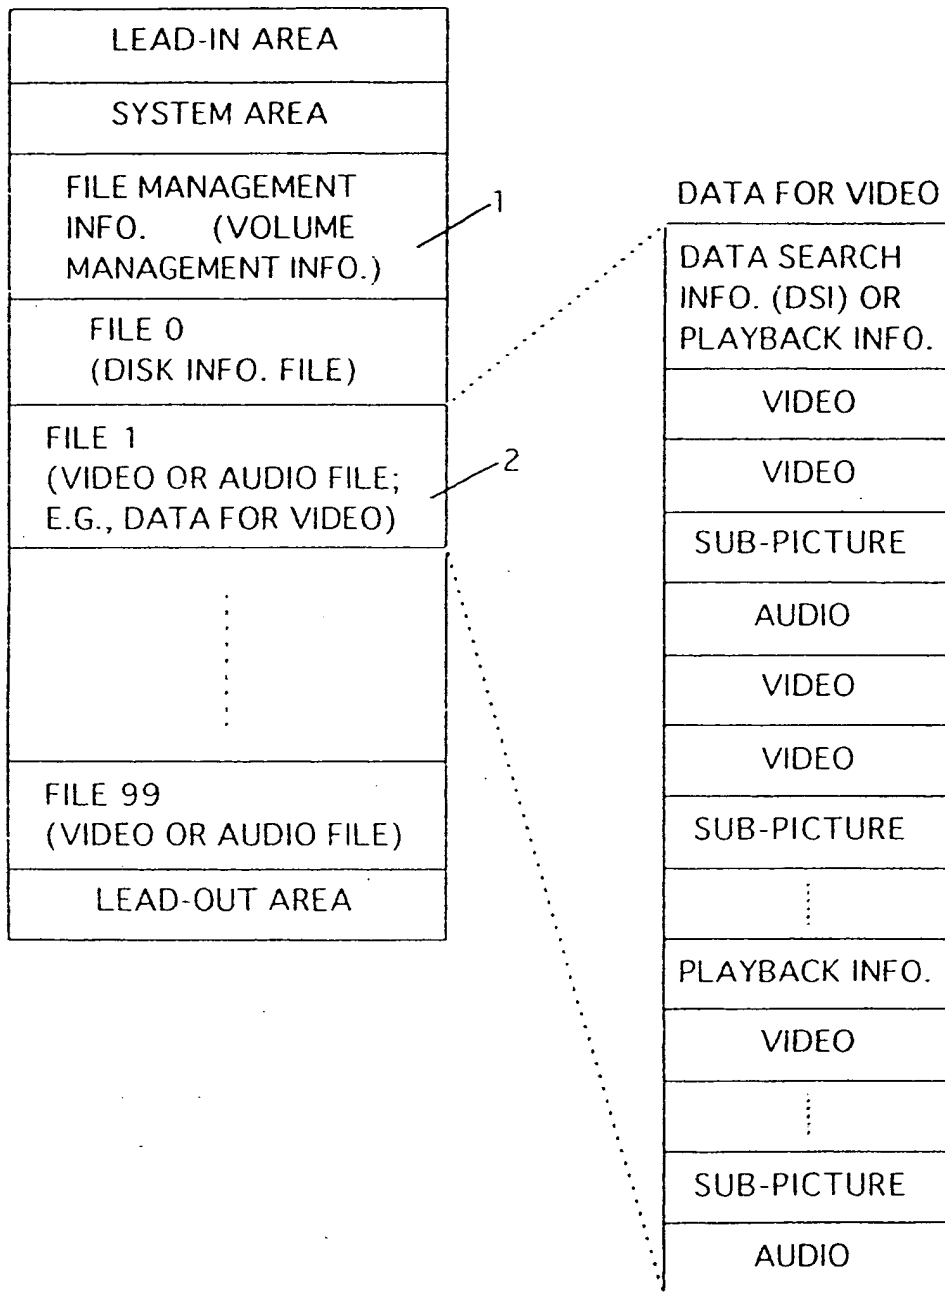 LEAD-IN AREA
SYSTEM AREA
FILE MANAGEMENT
INFO. (VOLUME
MANAGEMENT INFO.)
1
FILE 0
(DISK INFO. FILE)
FILE 1
(VIDEO OR AUDIO FILE;
E.G., DATA FOR VIDEO)
2
FILE 99
(VIDEO OR AUDIO FILE)
LEAD-OUT AREA
DATA FOR VIDEO
DATA SEARCH
INFO. (DSI) OR
PLAYBACK INFO.
VIDEO
VIDEO
SUB-PICTURE
AUDIO
VIDEO
VIDEO
SUB-PICTURE
PLAYBACK INFO.
VIDEO
SUB-PICTURE
AUDIO